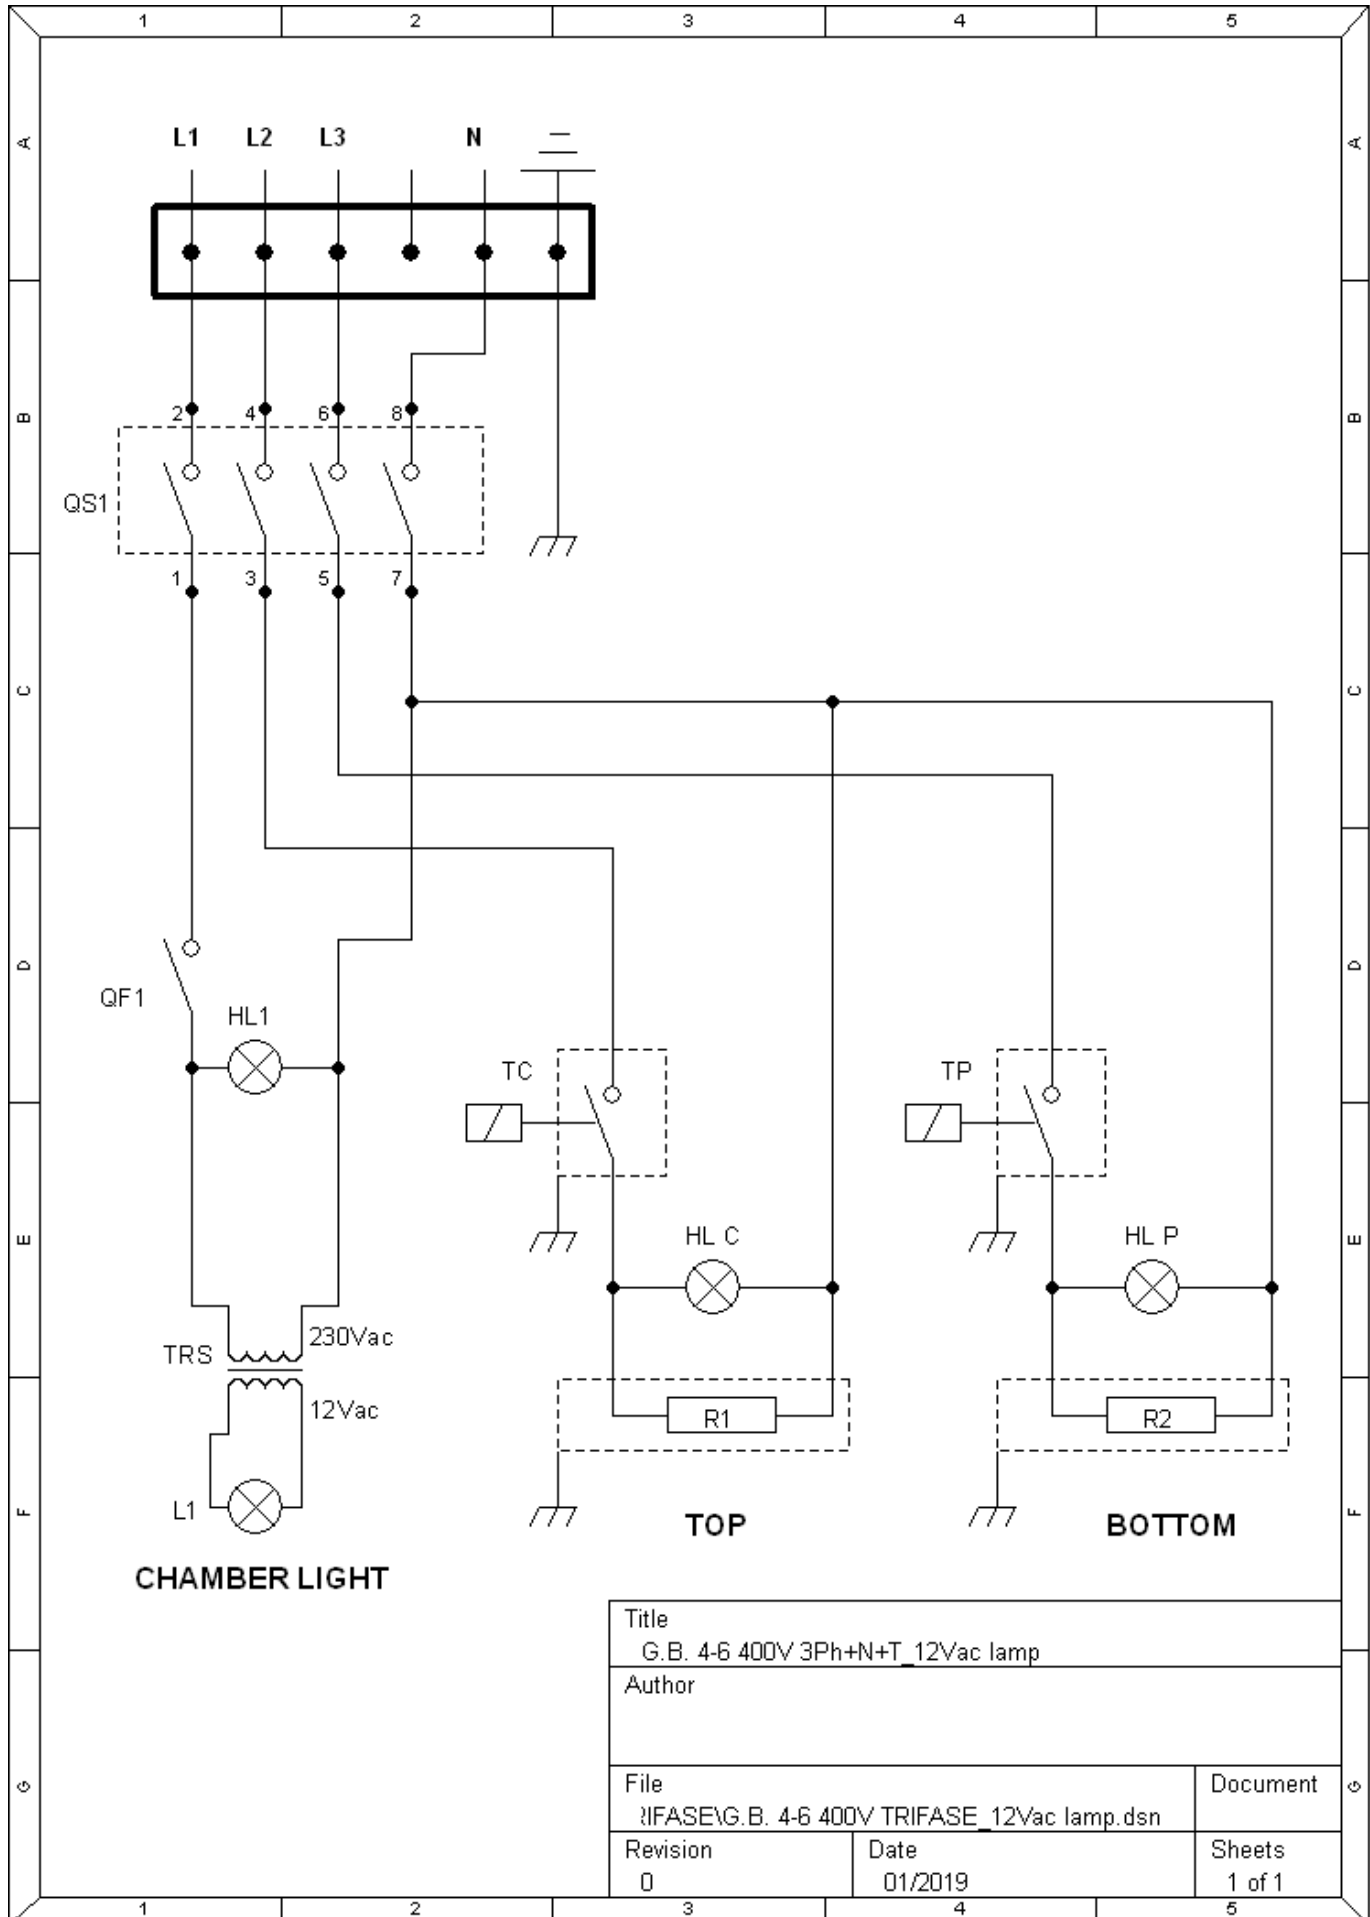 1 2 3 4 5
A A
L1 L2 L3 N
B B
2 4 6 8
QS1
1 3 5 7
C C
D D
QF1
HL1
TC TP
E E
HL C HL P
230Vac
TRS
12Vac
R1 R2
F F
L1
TOP BOTTOM
CHAMBER LIGHT
Title
G.B. 4-6 400V 3Ph+N+T_12Vac lamp
Author
G G
File Document
RIFASE\G.B. 4-6 400V TRIFASE_12Vac lamp.dsn
Revision Date Sheets
0 01/2019 1 of 1
1 2 3 4 5